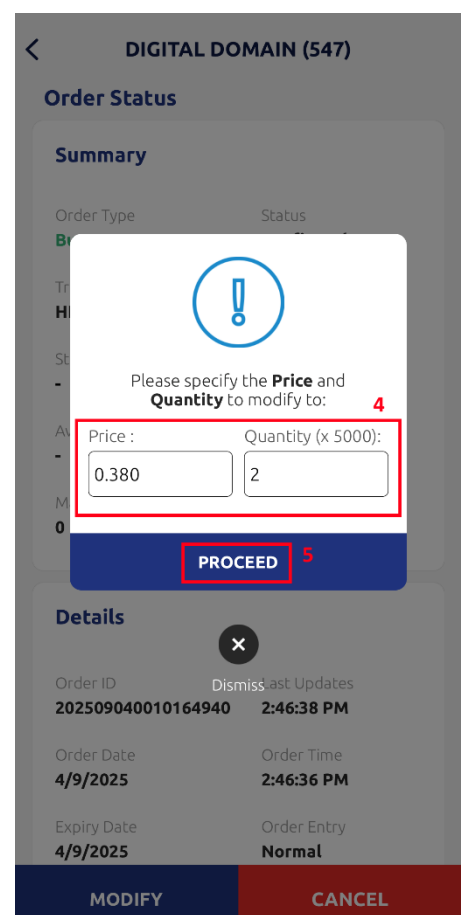 DIGITAL DOMAIN (547)
Order Status
Summary
Order Type Status
Please specify the Price and
Quantity to modify to:
4
Price : Quantity (x 5000):
0.380 2
0
PROCEED 5
Details
Dismiss
Order ID Last Updates
202509040010164940 2:46:38 PM
Order Date Order Time
4/9/2025 2:46:36 PM
Expiry Date Order Entry
4/9/2025 Normal
MODIFY CANCEL